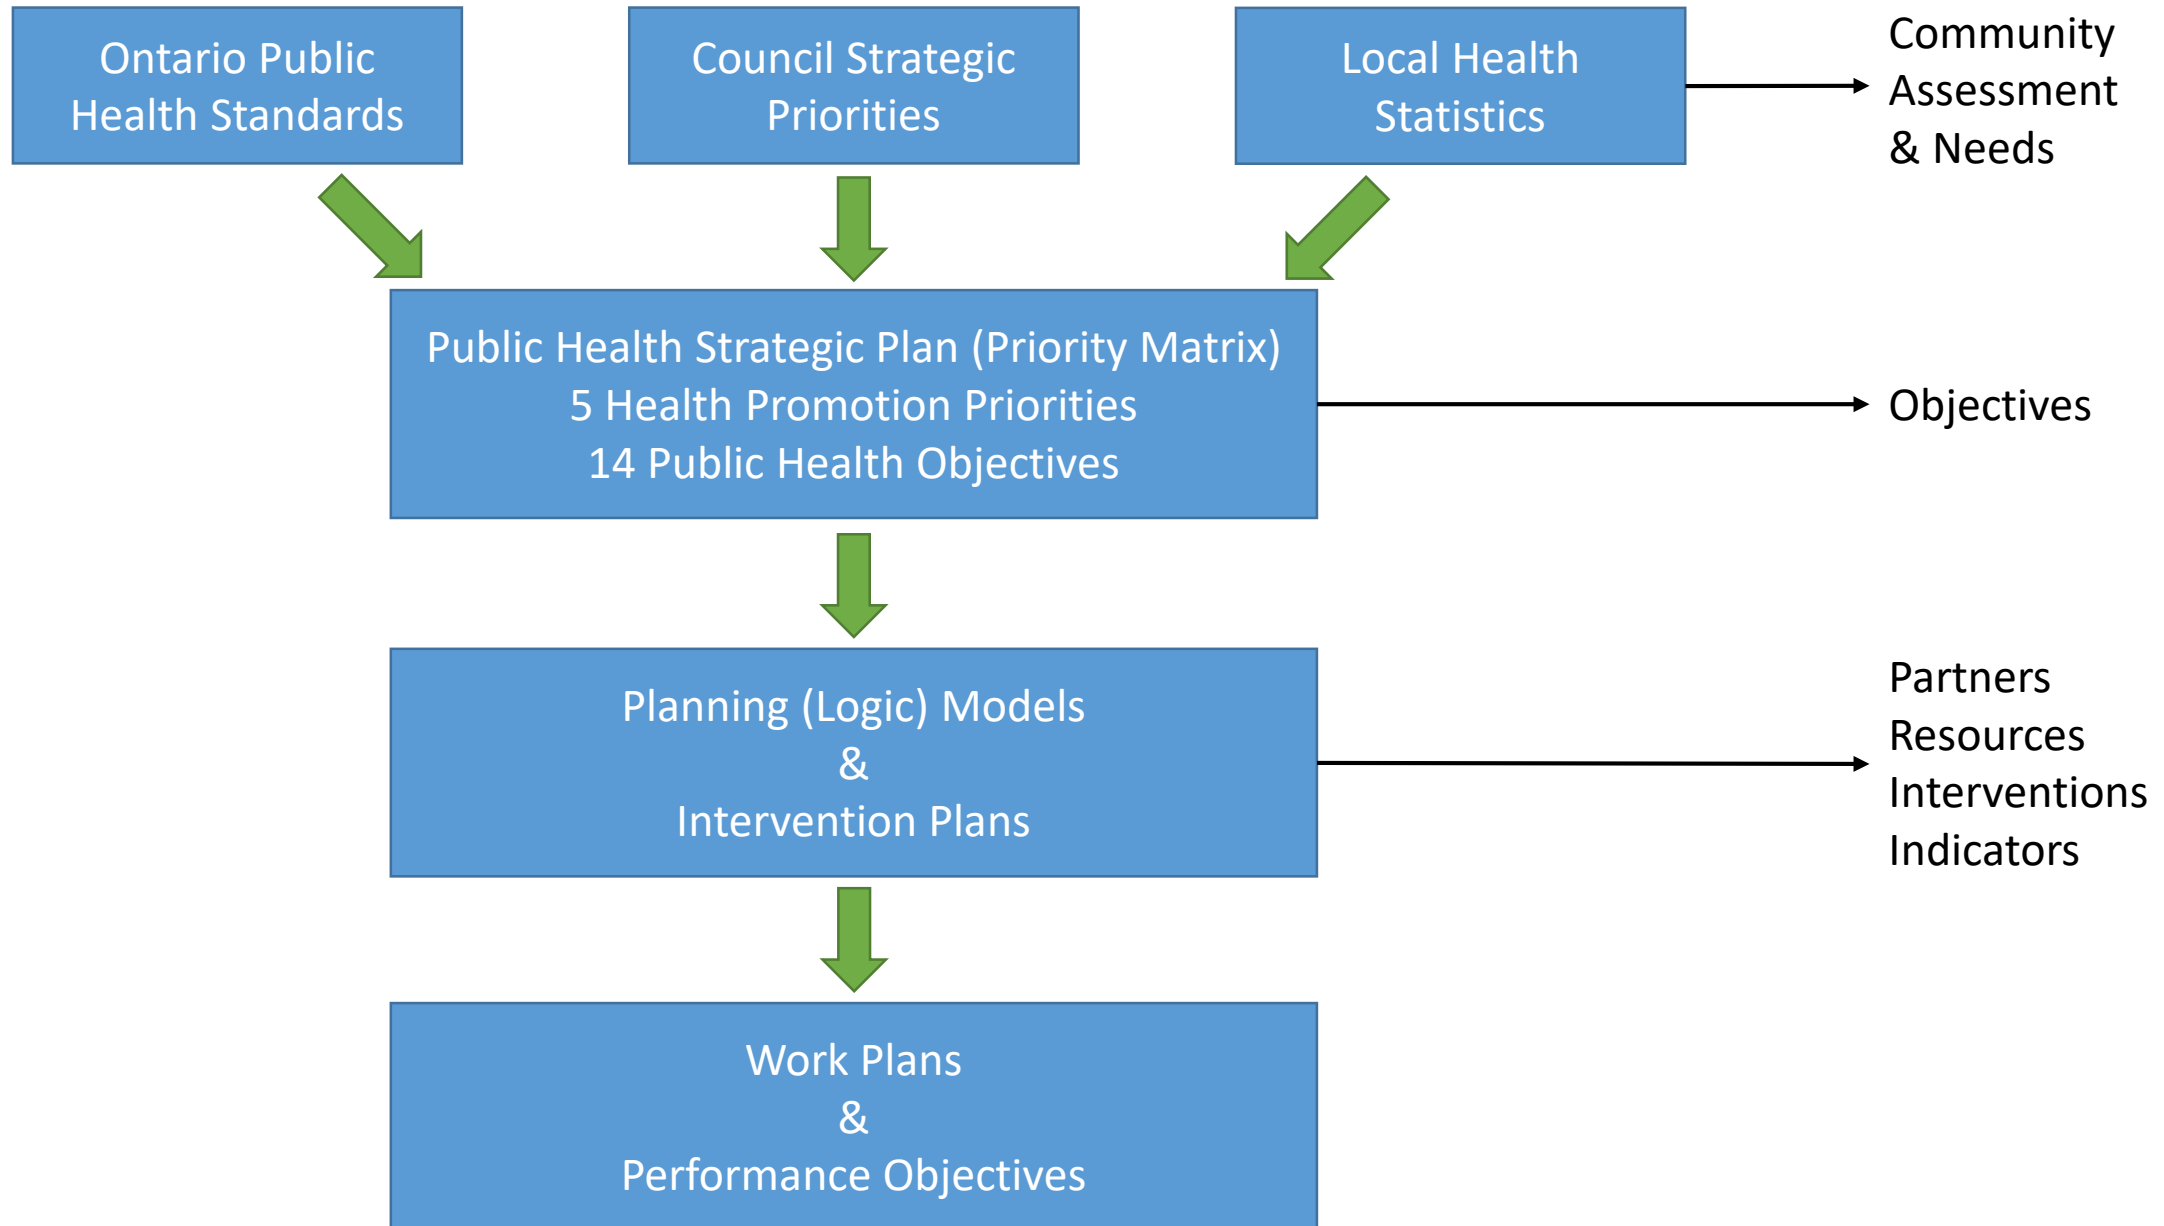 Ontario Public
Health Standards
Council Strategic
Priorities
Local Health
Statistics
Community
Assessment
& Needs
Public Health Strategic Plan (Priority Matrix)
5 Health Promotion Priorities
14 Public Health Objectives
Objectives
Planning (Logic) Models
&
Intervention Plans
Partners
Resources
Interventions
Indicators
Work Plans
&
Performance Objectives